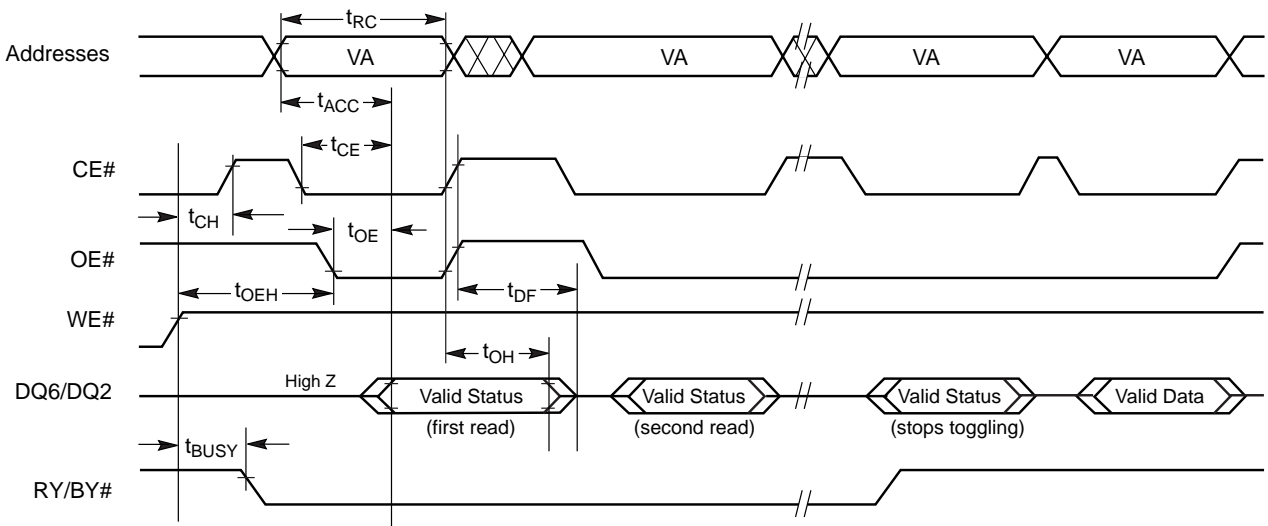 tRC
Addresses VA VA VA VA
tACC
tCE
CE#
tCH tOE
OE#
tOEH tDF
WE#
tOH
DQ6/DQ2 High Z Valid Status Valid Status Valid Status Valid Data
(first read) (second read) (stops toggling)
tBUSY
RY/BY#